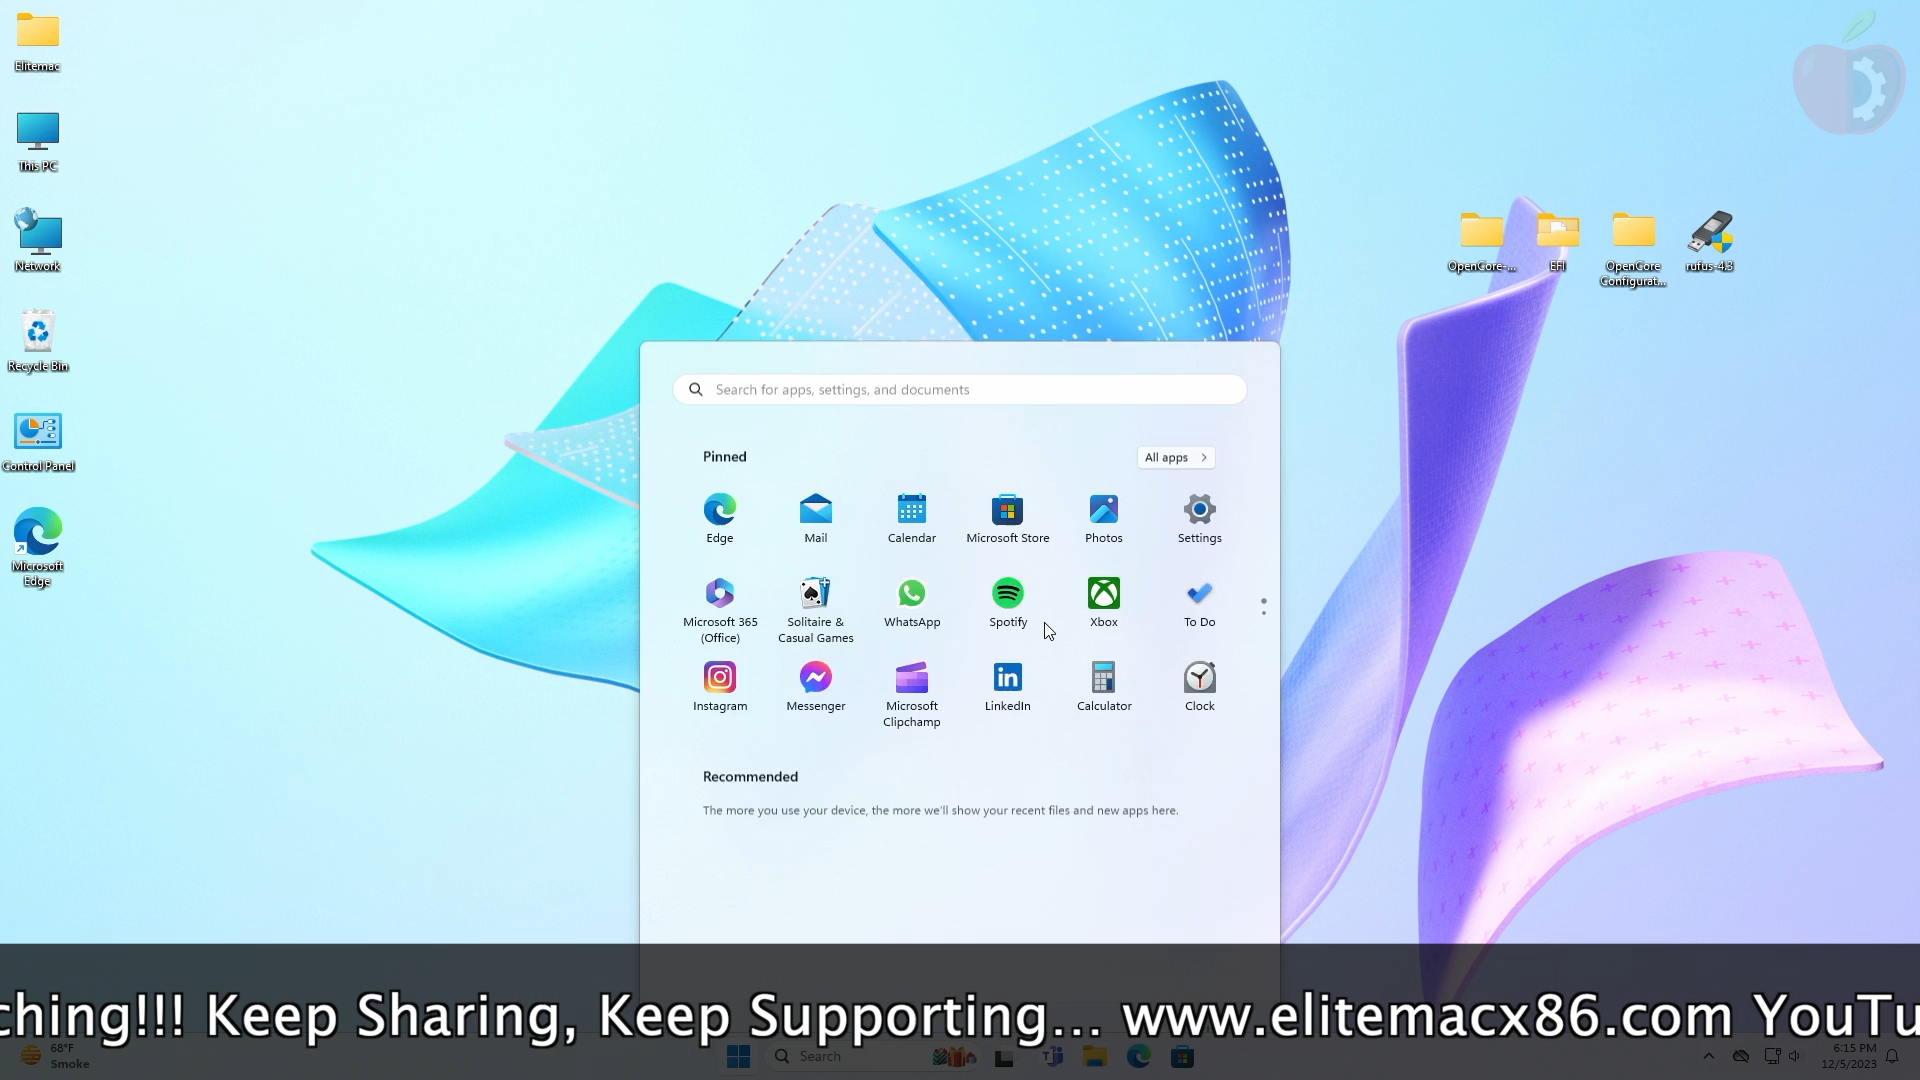 Elitemac
This PC
Network
Recycle Bin
Control Panel
Microsoft
Edge
OpenCore-...
EFI
OpenCore
Configurat...
rufus-4.3
Search for apps, settings, and documents
Pinned
All apps
Edge
Mail
Calendar
Microsoft Store
Photos
Settings
Microsoft 365
(Office)
Solitaire &
Casual Games
WhatsApp
Spotify
Xbox
To Do
Instagram
Messenger
Microsoft
Clipchamp
LinkedIn
Calculator
Clock
Recommended
The more you use your device, the more we'll show your recent files and new apps here.
ching!!! Keep Sharing, Keep Supporting... www.elitemacx86.com YouTu
68°F
Smoke
Search
6:15 PM
12/5/2023